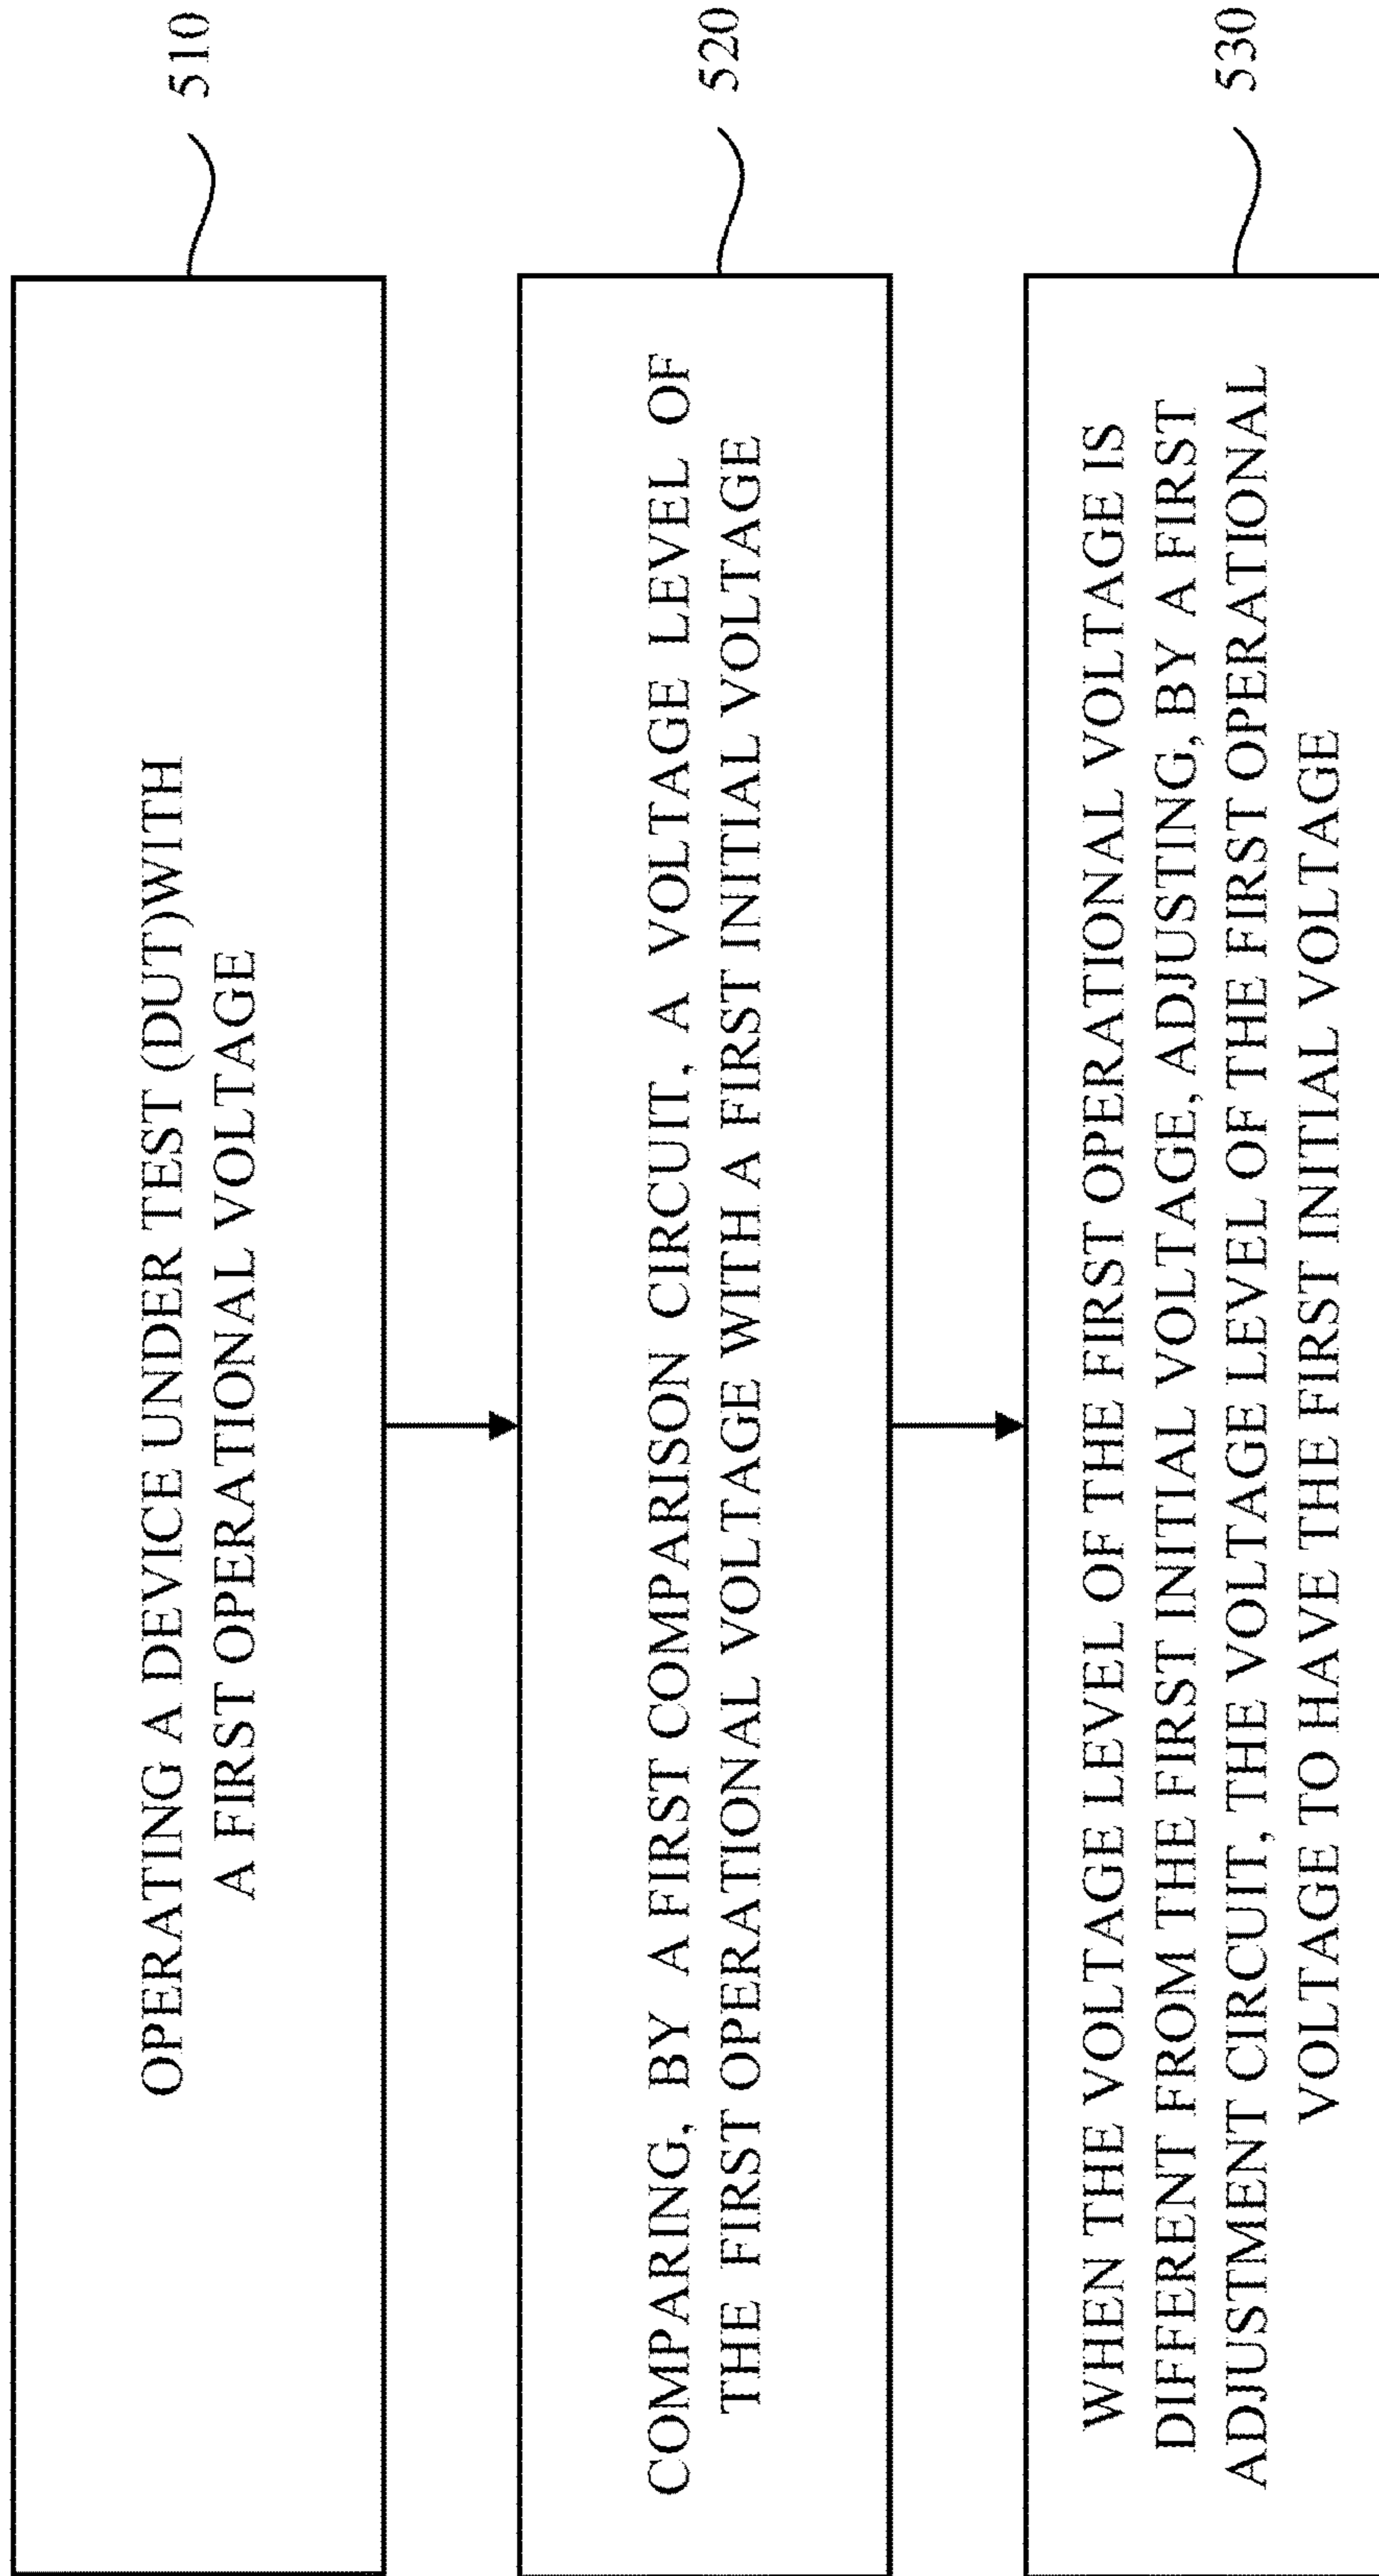 510
OPERATING A DEVICE UNDER TEST (DUT)WITH
A FIRST OPERATIONAL VOLTAGE
520
COMPARING, BY A FIRST COMPARISON CIRCUIT, A VOLTAGE LEVEL OF
THE FIRST OPERATIONAL VOLTAGE WITH A FIRST INITIAL VOLTAGE
530
WHEN THE VOLTAGE LEVEL OF THE FIRST OPERATIONAL VOLTAGE IS
DIFFERENT FROM THE FIRST INITIAL VOLTAGE, ADJUSTING, BY A FIRST
ADJUSTMENT CIRCUIT, THE VOLTAGE LEVEL OF THE FIRST OPERATIONAL
VOLTAGE TO HAVE THE FIRST INITIAL VOLTAGE